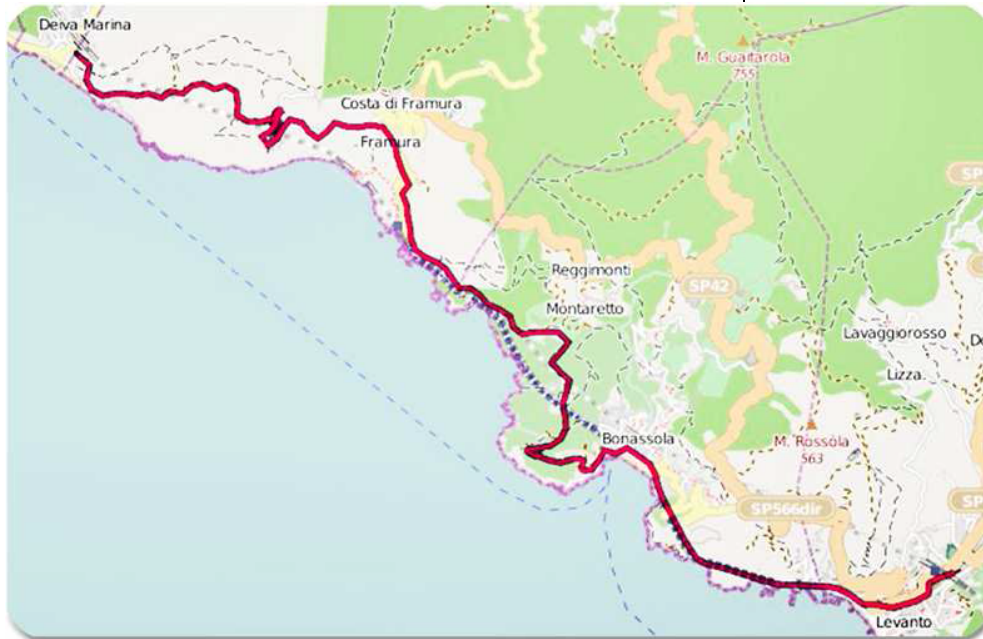 Deiva Marina
M. Guaitarola
755
Costa di Framura
Framura
SP
Reggimonti
SP42
Montaretto
Lavaggiorosso
Lizza
Bonassola
M. Rossola
563
SP566dir
SP
Levanto